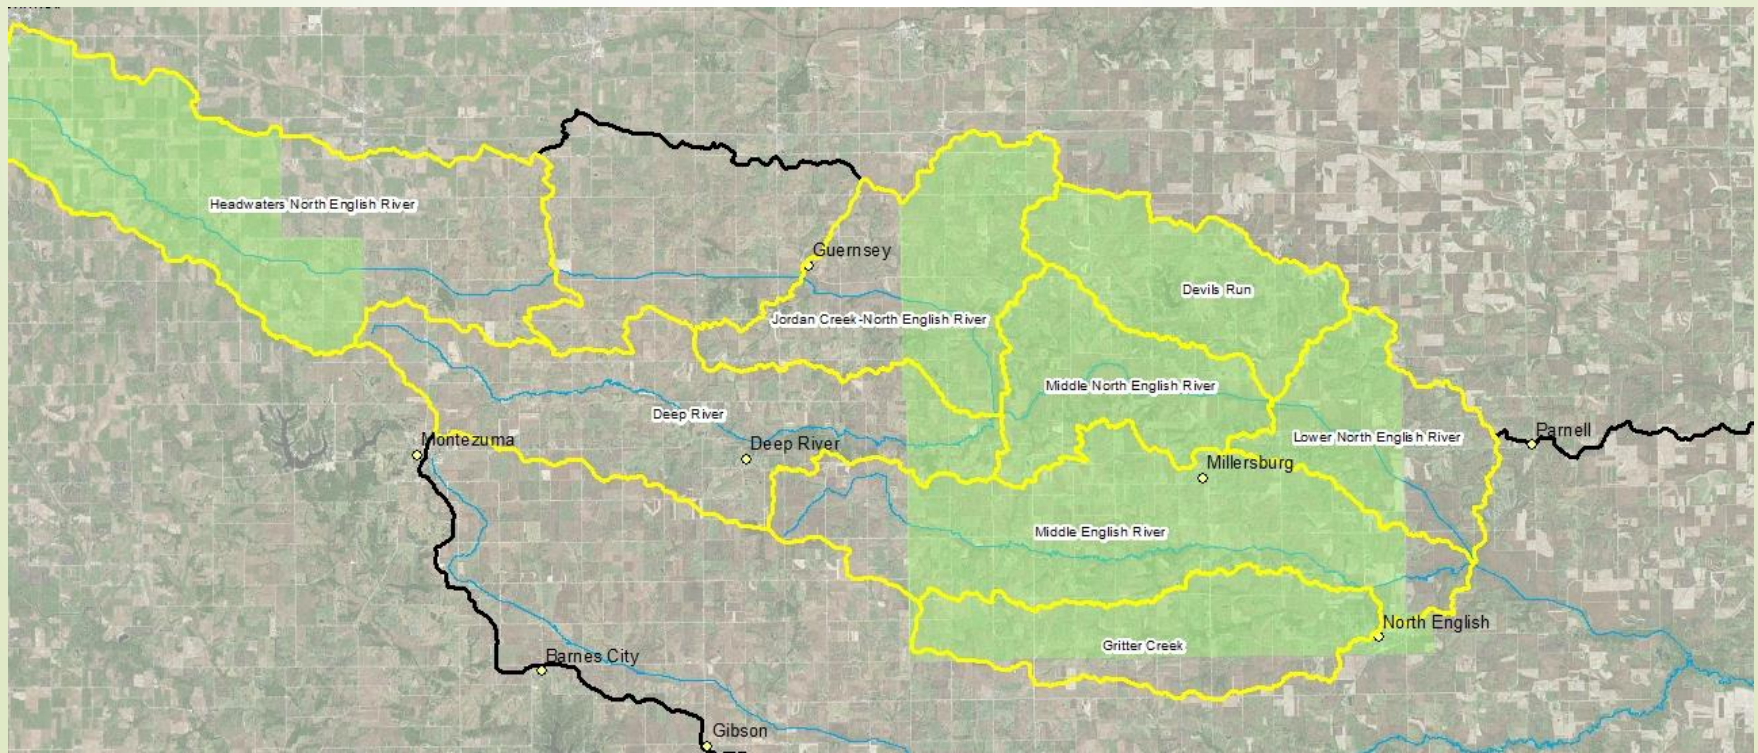 Headwaters North English River
Guernsey
Devils Run
Jordan Creek-North English River
Middle North English River
Deep River
Montezuma
Deep River
Lower North English River
Parnell
Millersburg
Middle English River
North English
Gritter Creek
Barnes City
Gibson